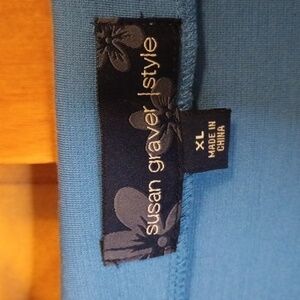 susan graver | style
XL
MADE IN
CHINA